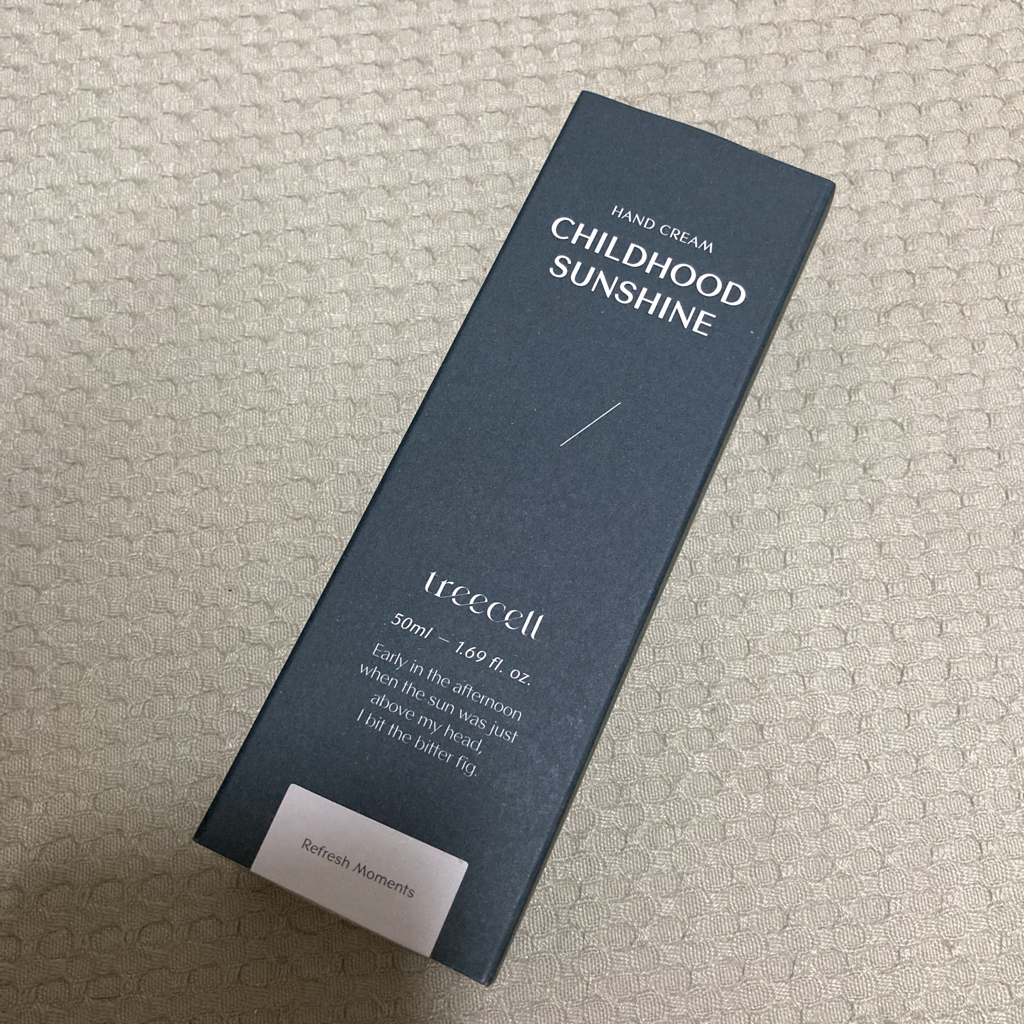 HAND CREAM
CHILDHOOD
SUNSHINE
treecell
50ml – 1.69 fl. oz.
Early in the afternoon
when the sun was just
above my head,
I bit the bitter fig.
Refresh Moments